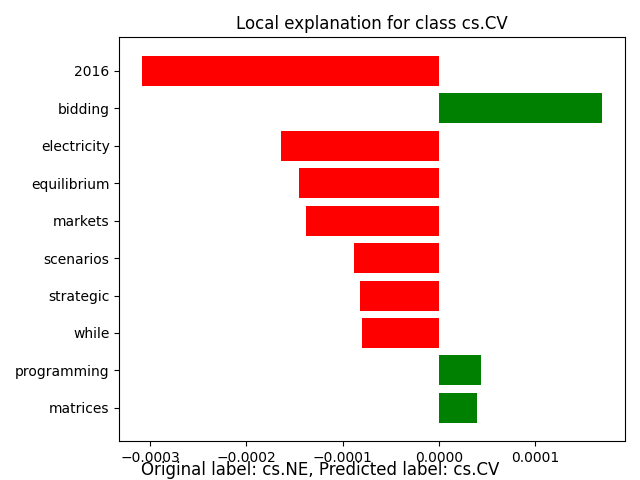 Local explanation for class cs.CV
2016
bidding
electricity
equilibrium
markets
scenarios
strategic
while
programming
matrices
−0.0003 −0.0002 −0.0001 0.0000 0.0001
Original label: cs.NE, Predicted label: cs.CV